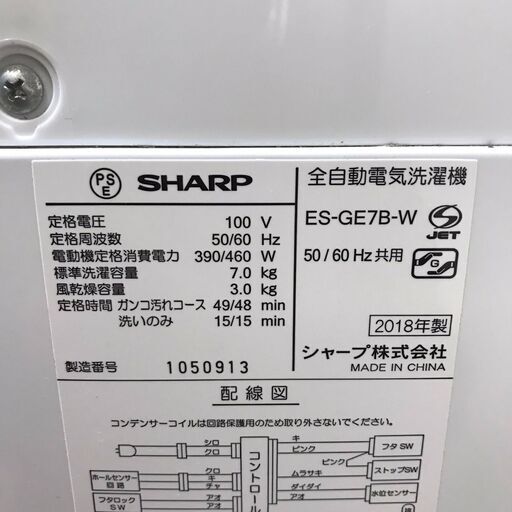 PSE SHARP 全自動電気洗濯機
ES-GE7B-W
JET
定格電圧 100 V
定格周波数 50/60 Hz
電動機定格消費電力 390/460 W
標準洗濯容量 7.0 kg
風乾燥容量 3.0 kg
定格時間 ガンコ汚れコース 49/48 min
洗いのみ 15/15 min
製造番号 1050913
50/60 Hz共用
G
2018年製
シャープ株式会社
MADE IN CHINA
配線図
コンデンサーコイルは回路保護用のため取り外さないでください。
シロ
クロ
ホールセンサー
回路
クロ
キ
チャ
フタロック
SW
アオ
アオ
コントロール
キ
ピンク
フタSW
ピンク
ムラサキ
ストップSW
ダイダイ
アオ
水位センサー